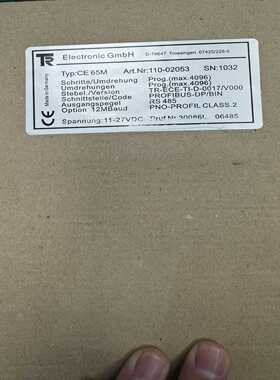 TR
Electronic GmbH D-78647 Trossingen 07425/228-0
Made in Germany
Typ:CE 65M Art.Nr:110-02053 SN:1032
Schritte/Umdrehung Prog.(max.4096)
Umdrehungen Prog.(max.4096)
Stebel./Version TR-ECE-TI-D-0017/V000
Schnittstelle/Code PROFIBUS-DP/BIN
Ausgangspegel RS 485
Option 12MBaud PNO-PROFIL CLASS.2
Spannung:11-27VDC 06485
CE